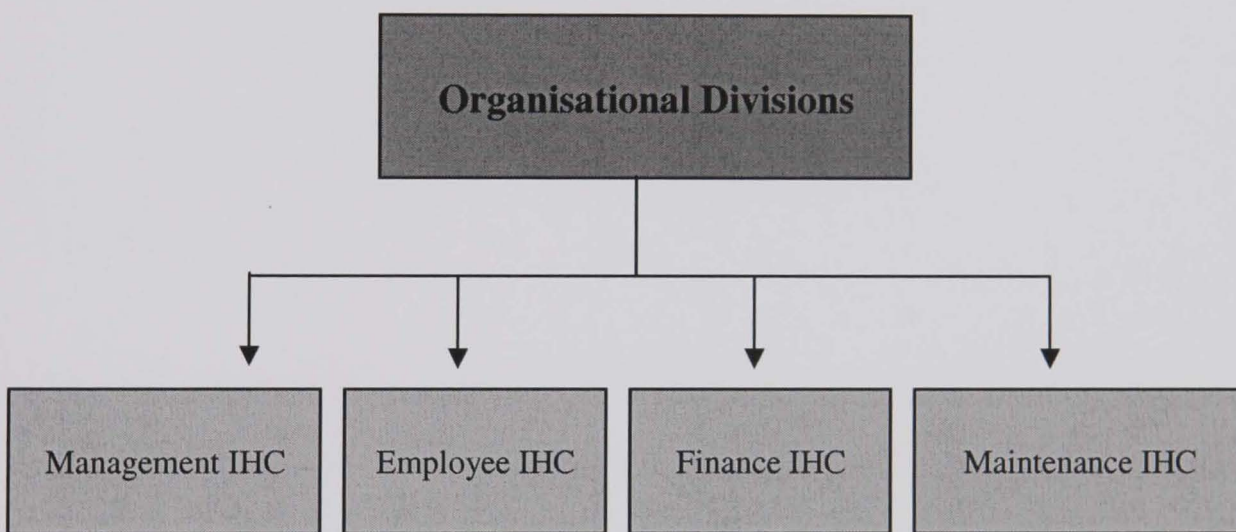 Organisational Divisions
Management IHC
Employee IHC
Finance IHC
Maintenance IHC